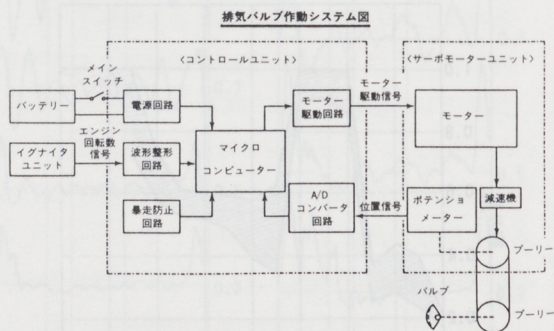 排気バルブ作動システム図
〈コントロールユニット〉
〈サーボモーターユニット〉
メイン
スイッチ
バッテリー
電源回路
モーター
駆動回路
モーター
駆動信号
モーター
エンジン
回転数
信号
イグナイタ
ユニット
波形整形
回路
マイクロ
コンピューター
A/D
コンバータ
回路
位置信号
ポテンショ
メーター
減速機
暴走防止
回路
プーリー
バルブ
プーリー